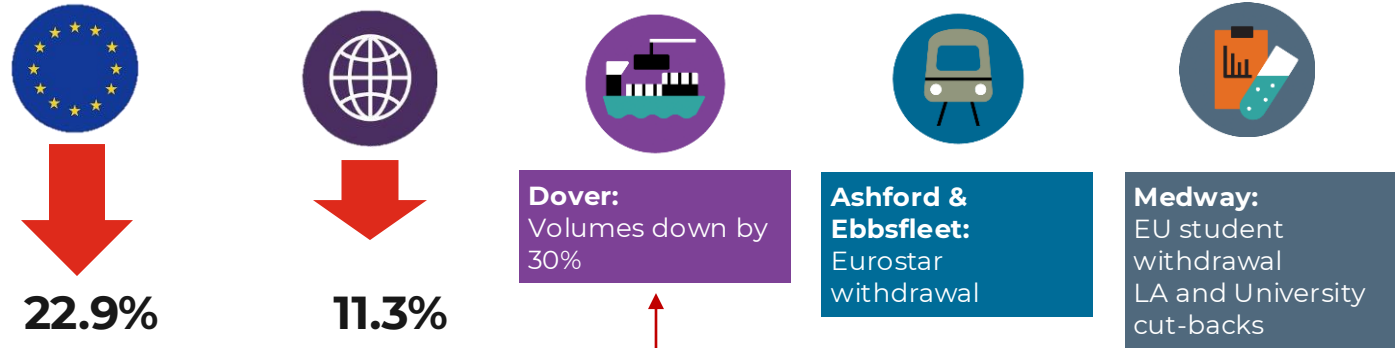 22.9%
11.3%
Dover:
Volumes down by
30%
Ashford &
Ebbsfleet:
Eurostar
withdrawal
Medway:
EU student
withdrawal
LA and University
cut-backs